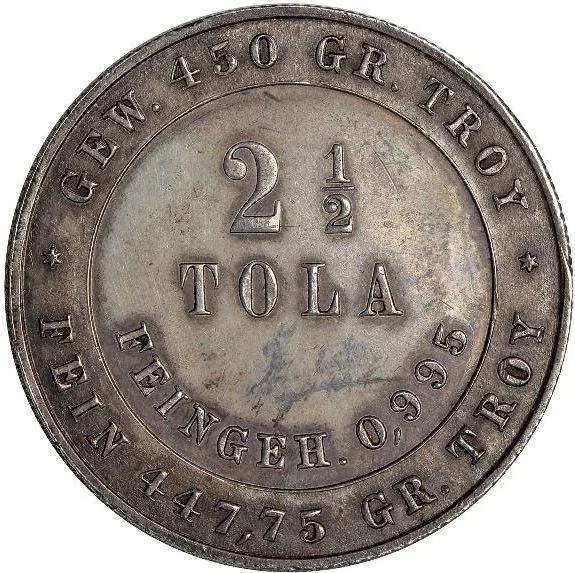 GEW. 450 GR. TROY
2 1/2
TOLA
FEINGEH. 0,995
* FEIN 447,75 GR. TROY *